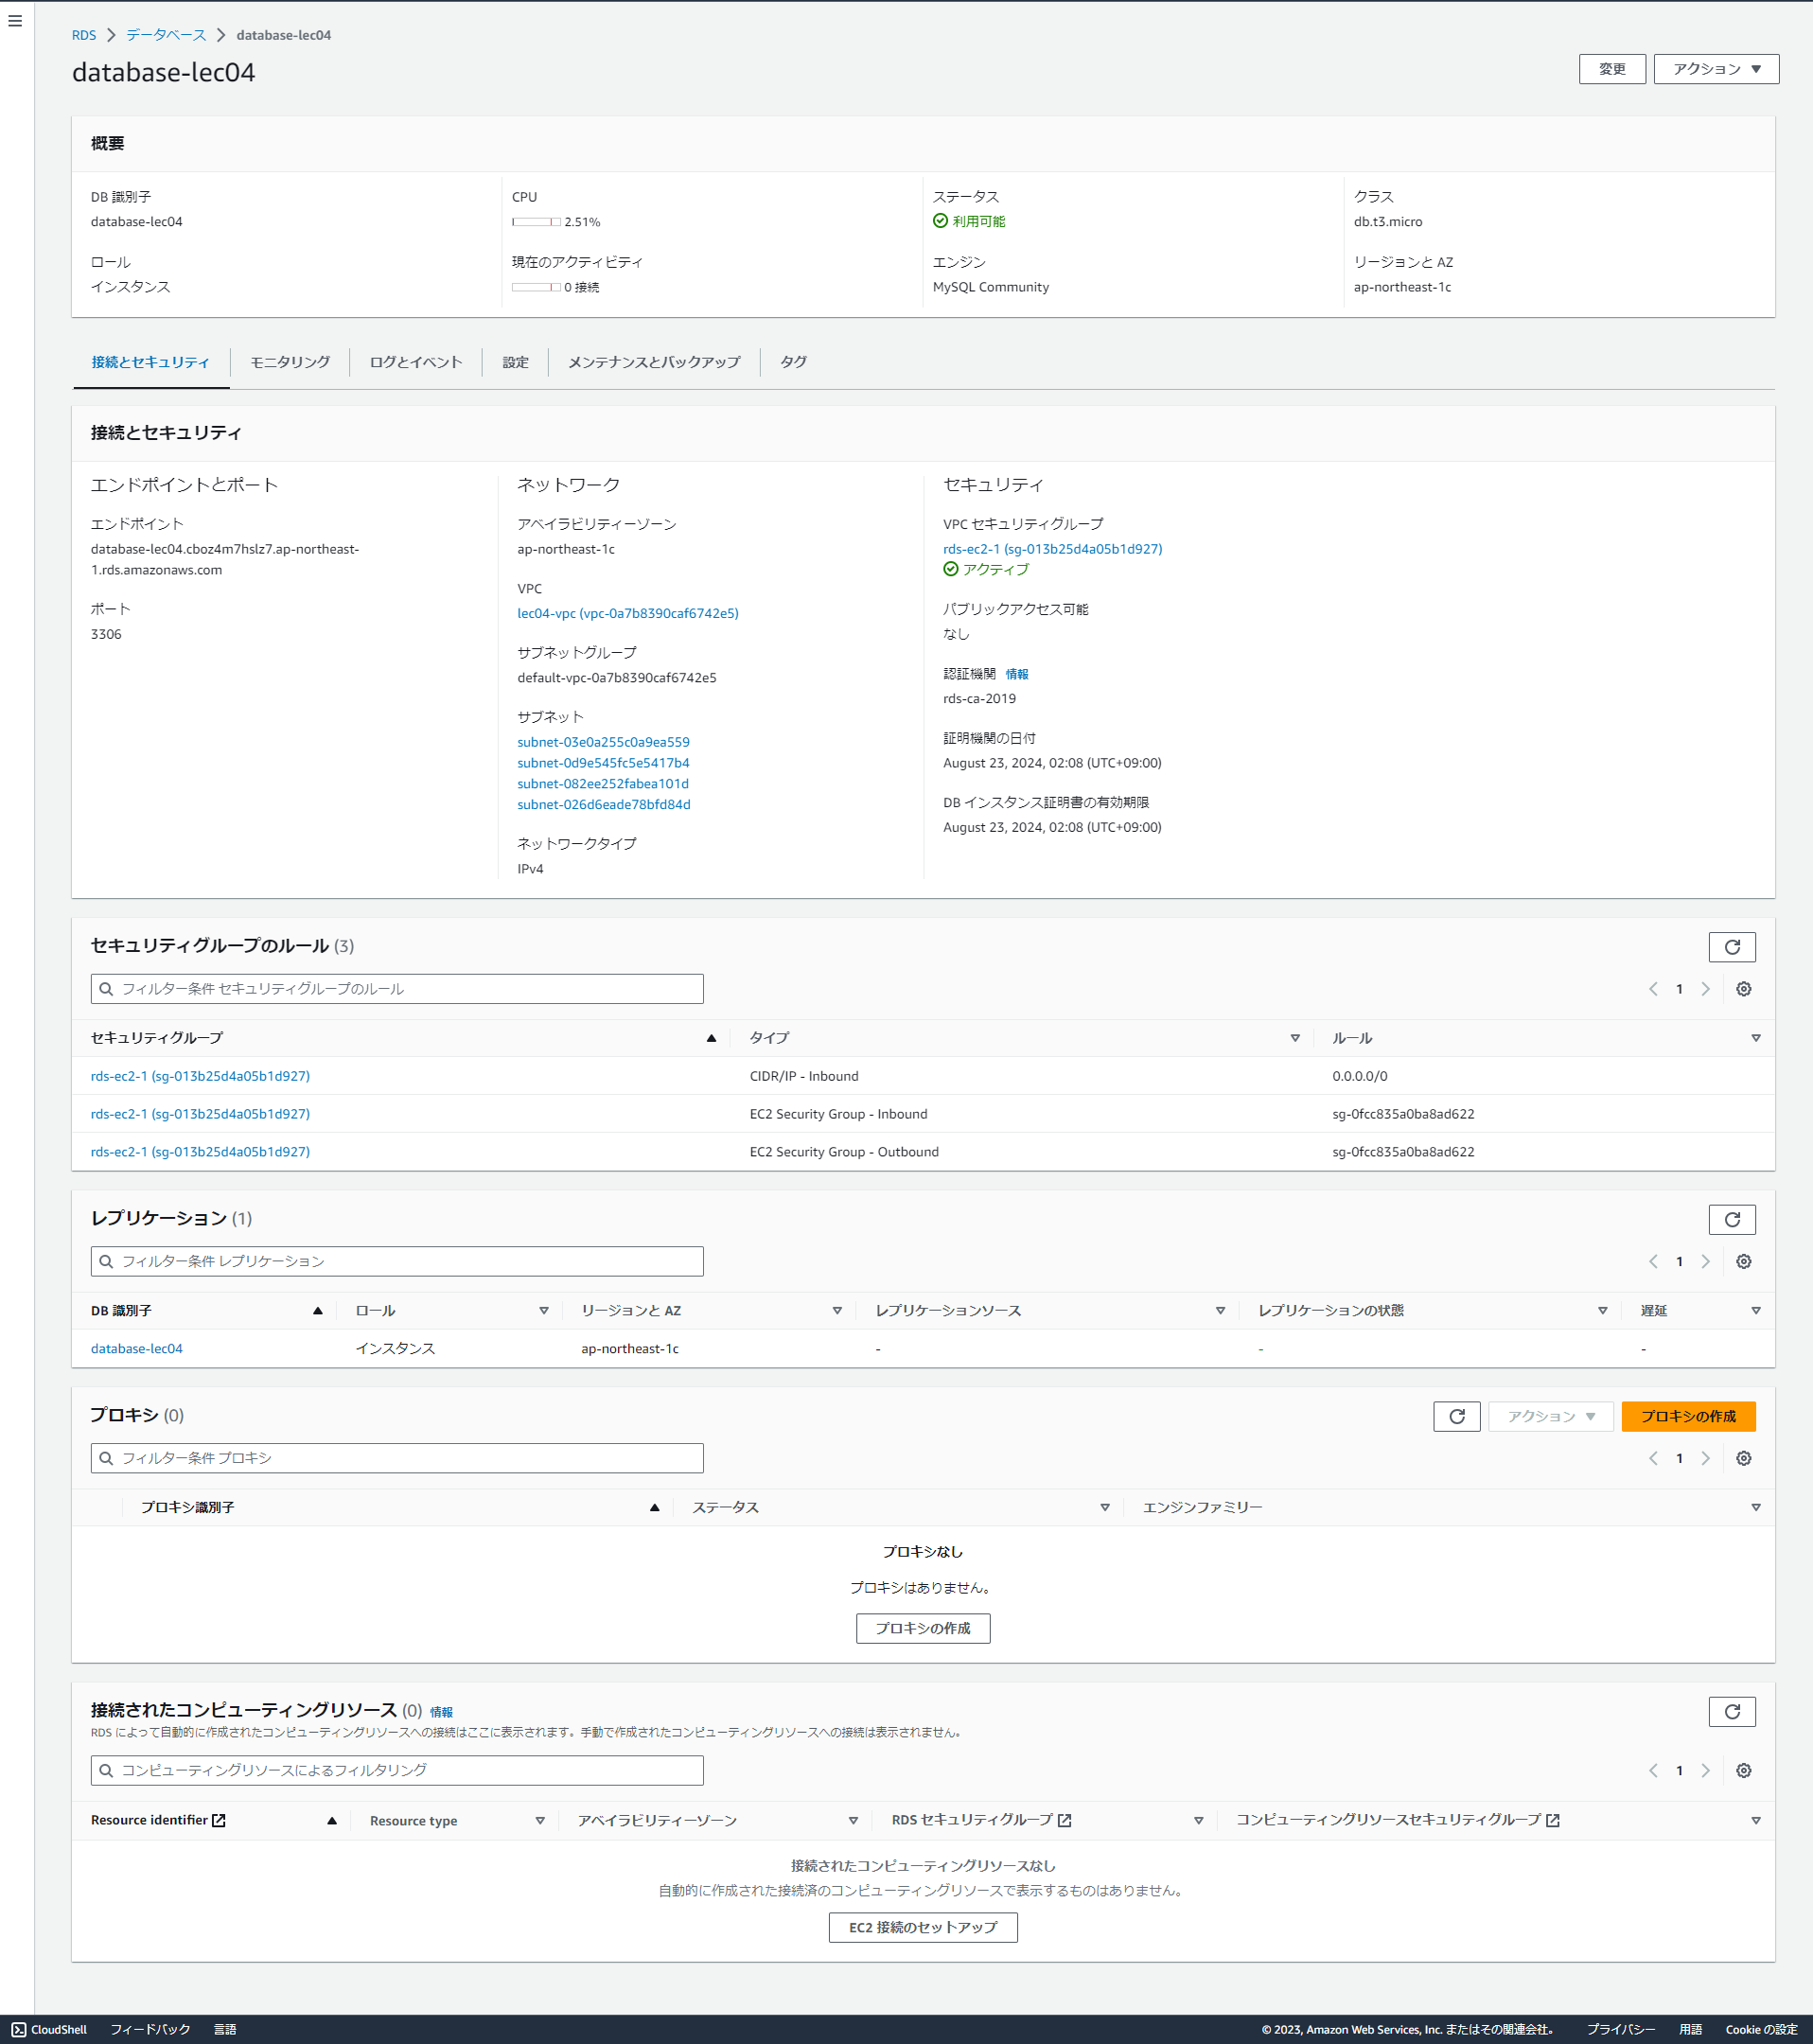 RDS > データベース > database-lec04
database-lec04
変更
アクション ▼
概要
DB 識別子
database-lec04
CPU
2.51%
ステータス
利用可能
クラス
db.t3.micro
ロール
インスタンス
現在のアクティビティ
0 接続
エンジン
MySQL Community
リージョンと AZ
ap-northeast-1c
接続とセキュリティ
モニタリング
ログとイベント
設定
メンテナンスとバックアップ
タグ
接続とセキュリティ
エンドポイントとポート
エンドポイント
database-lec04.cboz4m7hslz7.ap-northeast-
1.rds.amazonaws.com
ポート
3306
ネットワーク
アベイラビリティーゾーン
ap-northeast-1c
VPC
lec04-vpc (vpc-0a7b8390caf6742e5)
サブネットグループ
default-vpc-0a7b8390caf6742e5
サブネット
subnet-03e0a255c0a9ea559
subnet-0d9e545fc5e5417b4
subnet-082ee252fabea101d
subnet-026d6eade78bfd84d
ネットワークタイプ
IPv4
セキュリティ
VPC セキュリティグループ
rds-ec2-1 (sg-013b25d4a05b1d927)
アクティブ
パブリックアクセス可能
なし
認証機関 情報
rds-ca-2019
証明機関の日付
August 23, 2024, 02:08 (UTC+09:00)
DB インスタンス証明書の有効期限
August 23, 2024, 02:08 (UTC+09:00)
セキュリティグループのルール (3)
フィルター条件 セキュリティグループのルール
1
セキュリティグループ タイプ ルール
rds-ec2-1 (sg-013b25d4a05b1d927) CIDR/IP - Inbound 0.0.0.0/0
rds-ec2-1 (sg-013b25d4a05b1d927) EC2 Security Group - Inbound sg-0fcc835a0ba8ad622
rds-ec2-1 (sg-013b25d4a05b1d927) EC2 Security Group - Outbound sg-0fcc835a0ba8ad622
レプリケーション (1)
フィルター条件 レプリケーション
1
DB 識別子 ロール リージョンと AZ レプリケーションソース レプリケーションの状態 遅延
database-lec04 インスタンス ap-northeast-1c - - -
プロキシ (0)
アクション ▼
プロキシの作成
フィルター条件 プロキシ
1
プロキシ識別子 ステータス エンジンファミリー
プロキシなし
プロキシはありません。
プロキシの作成
接続されたコンピューティングリソース (0) 情報
RDS によって自動的に作成されたコンピューティングリソースへの接続はここに表示されます。手動で作成されたコンピューティングリソースへの接続は表示されません。
コンピューティングリソースによるフィルタリング
1
Resource identifier Resource type アベイラビリティーゾーン RDS セキュリティグループ コンピューティングリソースセキュリティグループ
接続されたコンピューティングリソースなし
自動的に作成された接続済のコンピューティングリソースで表示するものはありません。
EC2 接続のセットアップ
CloudShell フィードバック 言語 © 2023, Amazon Web Services, Inc. またはその関連会社。 プライバシー 用語 Cookie の設定